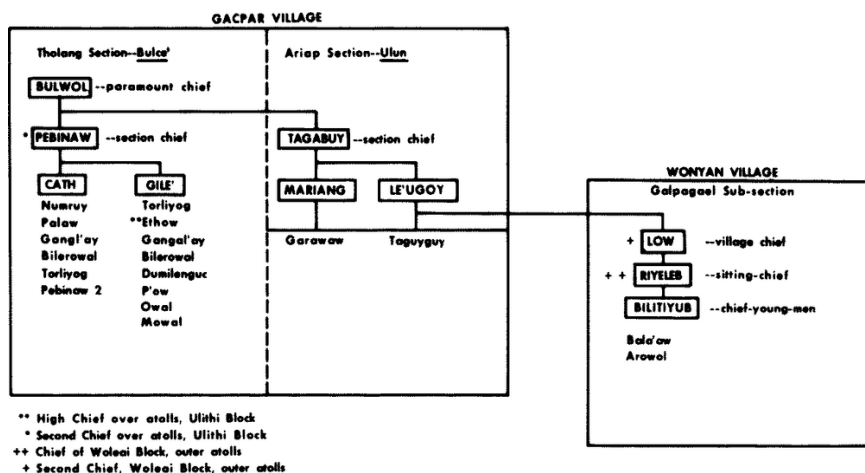 GACPAR VILLAGE
Tholang Section--Bulce'
Ariap Section--Ulun
BULWOL --paramount chief
* PEBINAW --section chief
TAGABUY --section chief
CATH
GILE'
MARIANG
LE'UGOY
Numruy
Palaw
Gangl'ay
Bilerowal
Torliyog
Pebinaw 2
Torliyog
**Ethow
Gangal'ay
Bilerowal
Dumilenguc
P'ow
Owal
Mowal
Garawaw
Taguyguy
WONYAN VILLAGE
Galpagael Sub-section
+ LOW --village chief
++ RIYELEB --sitting-chief
BILITIYUB --chief-young-men
Bala'aw
Arowol
** High Chief over atolls, Ulithi Block
* Second Chief over atolls, Ulithi Block
++ Chief of Woleai Block, outer atolls
+ Second Chief, Woleai Block, outer atolls